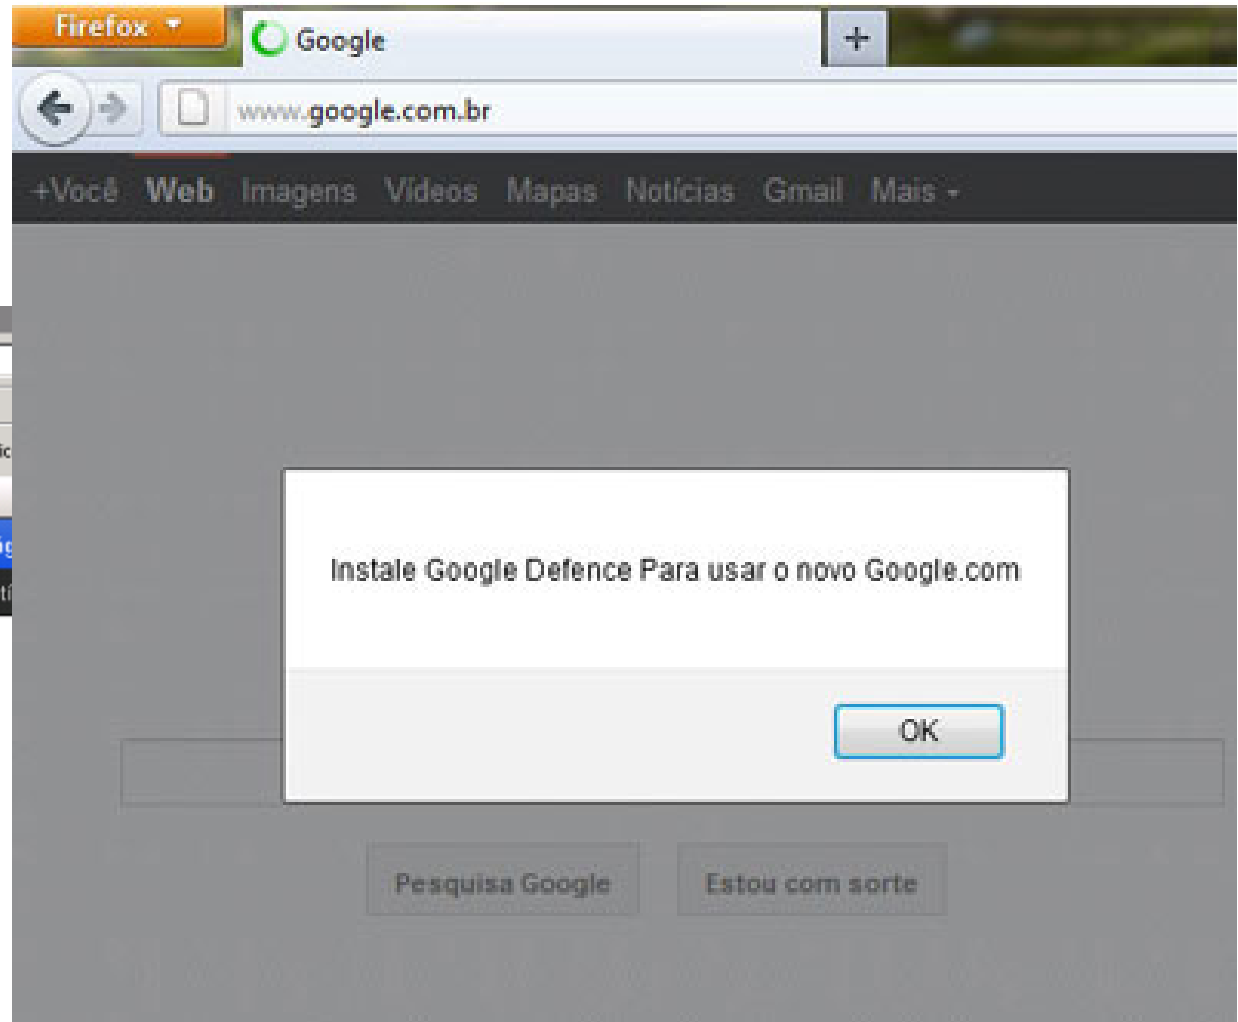 Firefox
Google
+
www.google.com.br
+Você Web Imagens Vídeos Mapas Notícias Gmail Mais
Instale Google Defence Para usar o novo Google.com
OK
Pesquisa Google Estou com sorte